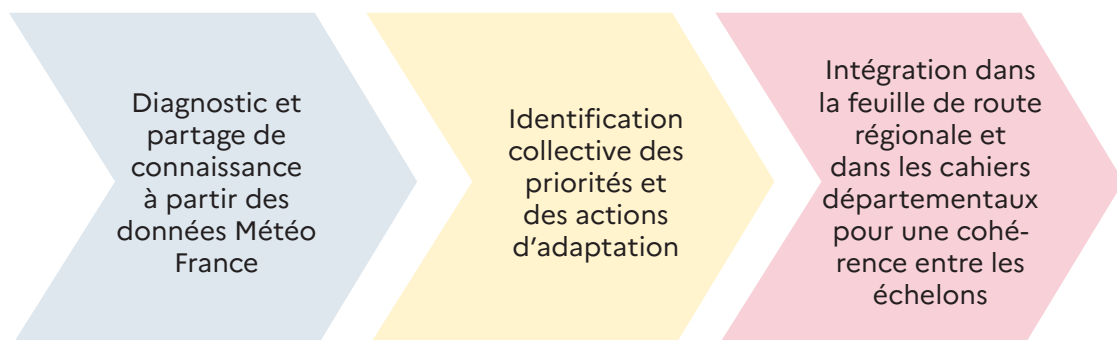 Diagnostic et
partage de
connaissance
à partir des
données Météo
France
Identification
collective des
priorités et
des actions
d'adaptation
Intégration dans
la feuille de route
régionale et
dans les cahiers
départementaux
pour une cohé-
rence entre les
échelons